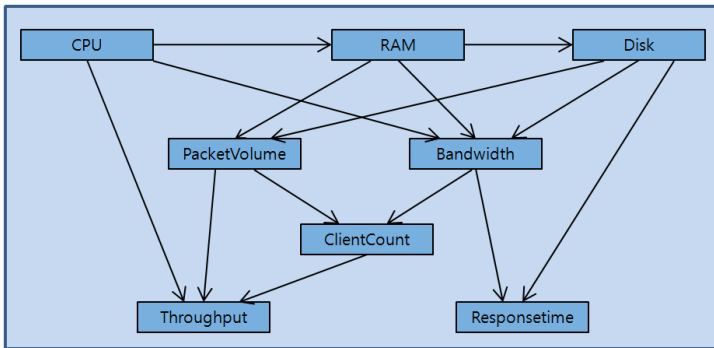 CPU
RAM
Disk
PacketVolume
Bandwidth
ClientCount
Throughput
Responsetime